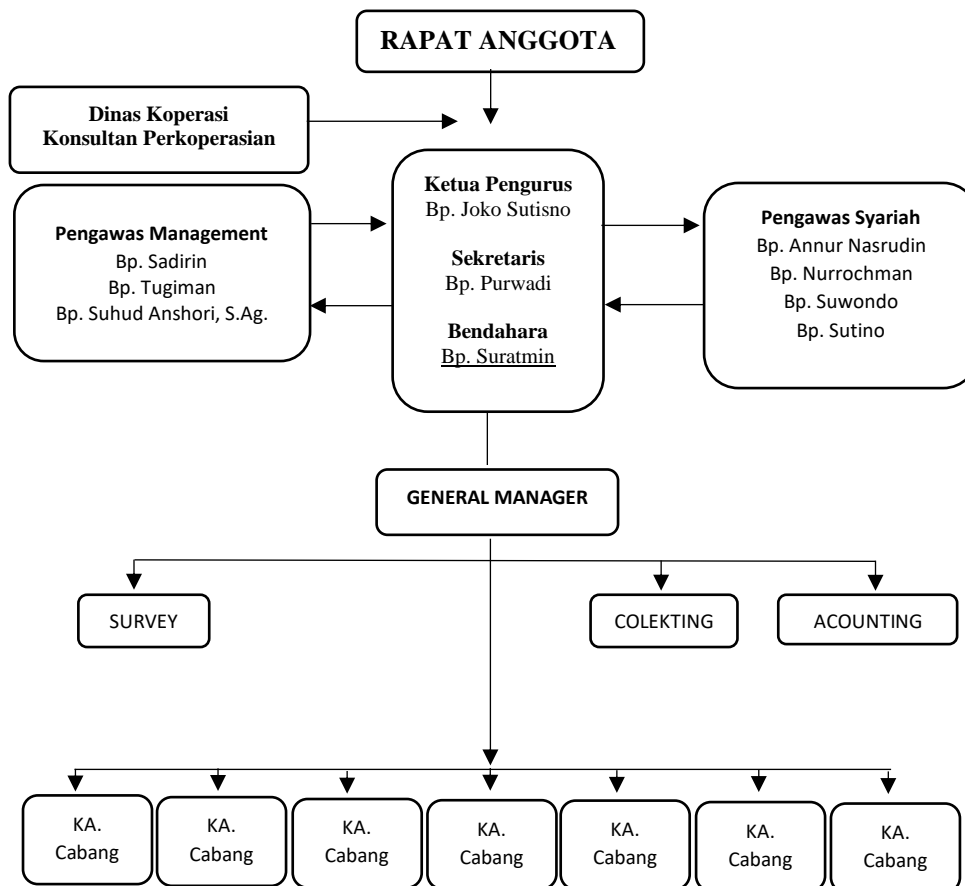 RAPAT ANGGOTA
Dinas Koperasi
Konsultan Perkoperasian
Ketua Pengurus
Bp. Joko Sutisno
Sekretaris
Bp. Purwadi
Bendahara
Bp. Suratmin
Pengawas Management
Bp. Sadirin
Bp. Tugiman
Bp. Suhud Anshori, S.Ag.
Pengawas Syariah
Bp. Annur Nasrudin
Bp. Nurrochman
Bp. Suwondo
Bp. Sutino
GENERAL MANAGER
SURVEY
COLEKTING
ACOUNTING
KA.
Cabang
KA.
Cabang
KA.
Cabang
KA.
Cabang
KA.
Cabang
KA.
Cabang
KA.
Cabang